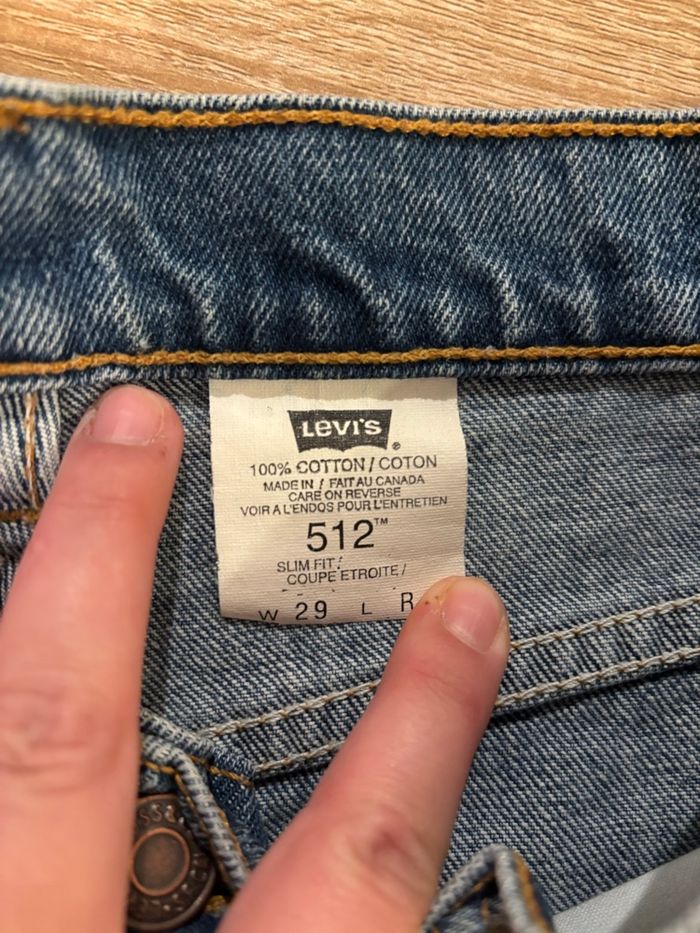 Levi's ®
100% COTTON / COTON
MADE IN / FAIT AU CANADA
CARE ON REVERSE
VOIR A L'ENDOS POUR L'ENTRETIEN
512™
SLIM FIT /
COUPE ETROITE /
W 29 L R